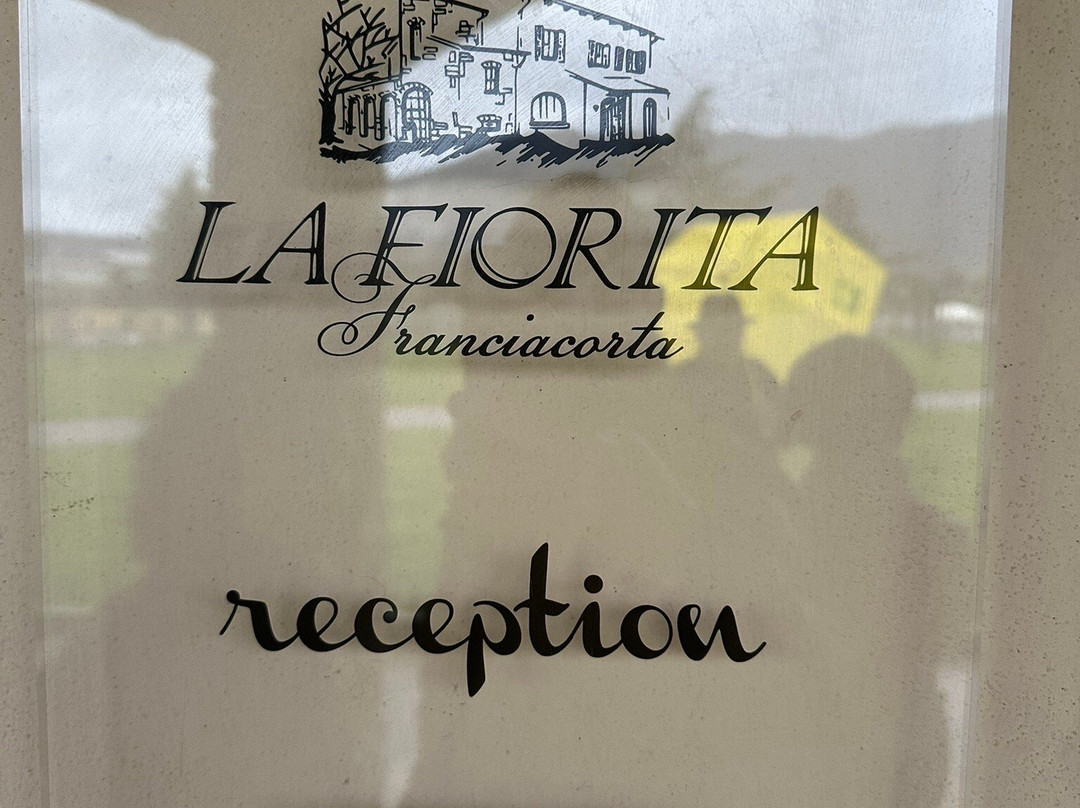 LA FIORITA
Franciacorta
reception